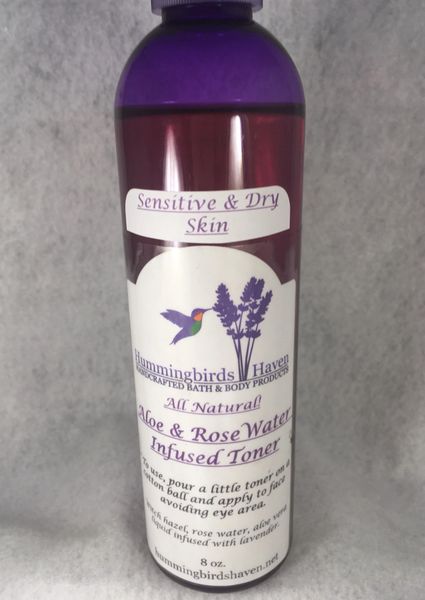 Sensitive & Dry
Skin
Hummingbirds Haven
HANDCRAFTED BATH & BODY PRODUCTS
All Natural!
Aloe & Rose Water
Infused Toner
To use, pour a little toner on a
cotton ball and apply to face
avoiding eye area.
witch hazel, rose water, aloe vera
liquid infused with lavender.
8 oz.
hummingbirdshaven.net